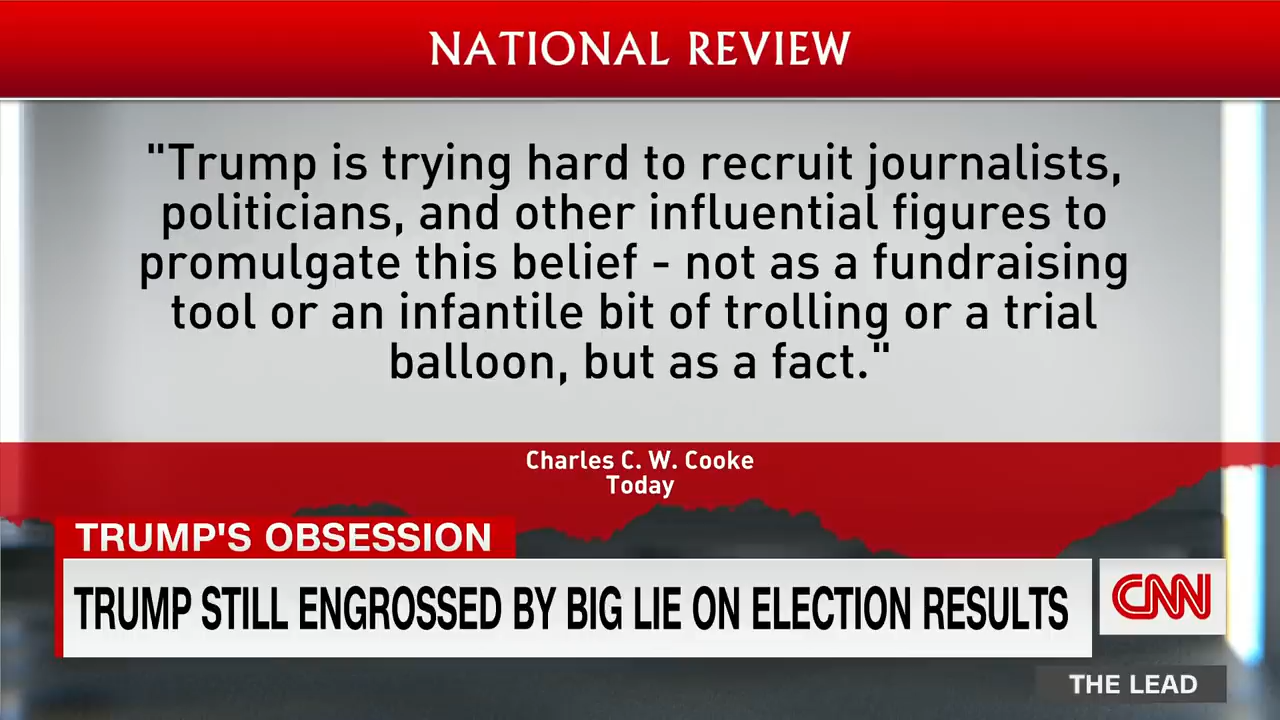 NATIONAL REVIEW
"Trump is trying hard to recruit journalists,
politicians, and other influential figures to
promulgate this belief - not as a fundraising
tool or an infantile bit of trolling or a trial
balloon, but as a fact."
Charles C. W. Cooke
Today
TRUMP'S OBSESSION
TRUMP STILL ENGROSSED BY BIG LIE ON ELECTION RESULTS
CNN
THE LEAD